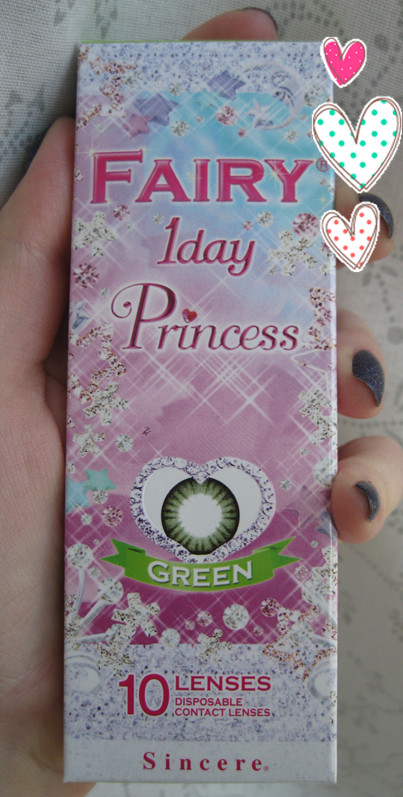 FAIRY®
1day
Princess
GREEN
10 LENSES
DISPOSABLE
CONTACT LENSES
Sincere®